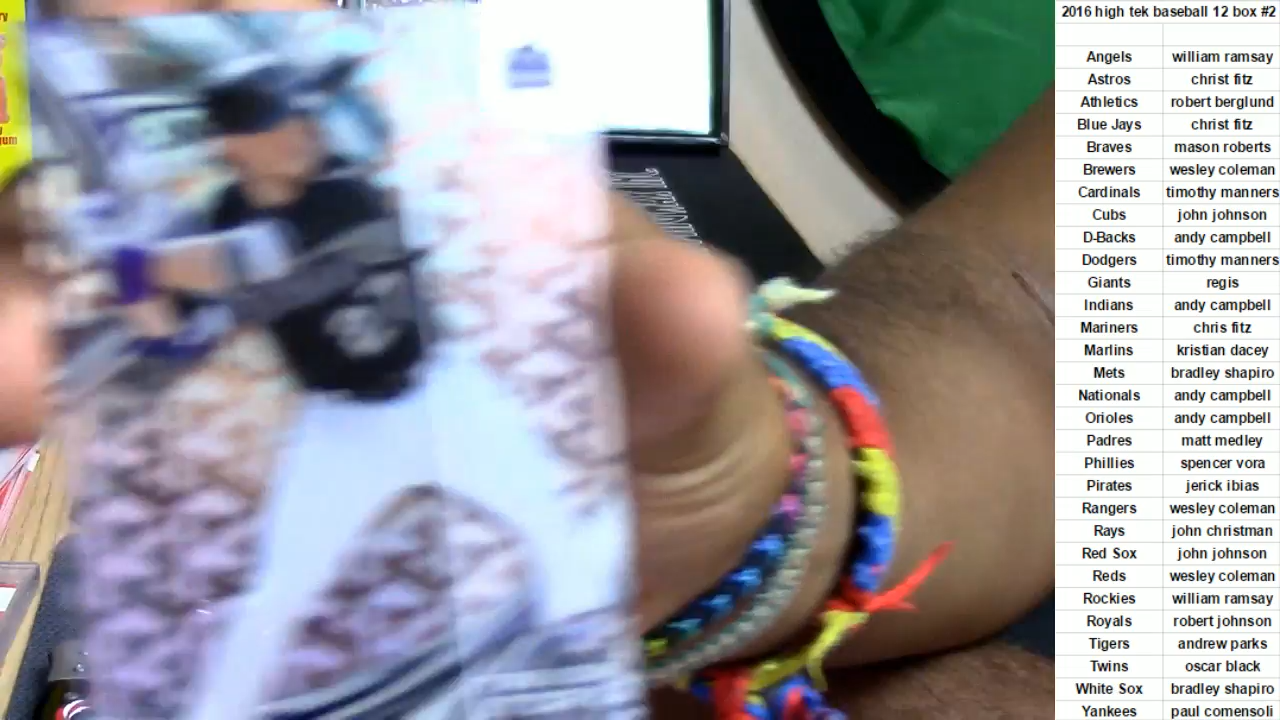 2016 high tek baseball 12 box #2
Angels william ramsay
Astros christ fitz
Athletics robert berglund
Blue Jays christ fitz
Braves mason roberts
Brewers wesley coleman
Cardinals timothy manners
Cubs john johnson
D-Backs andy campbell
Dodgers timothy manners
Giants regis
Indians andy campbell
Mariners chris fitz
Marlins kristian dacey
Mets bradley shapiro
Nationals andy campbell
Orioles andy campbell
Padres matt medley
Phillies spencer vora
Pirates jerick ibias
Rangers wesley coleman
Rays john christman
Red Sox john johnson
Reds wesley coleman
Rockies william ramsay
Royals robert johnson
Tigers andrew parks
Twins oscar black
White Sox bradley shapiro
Yankees paul comensoli